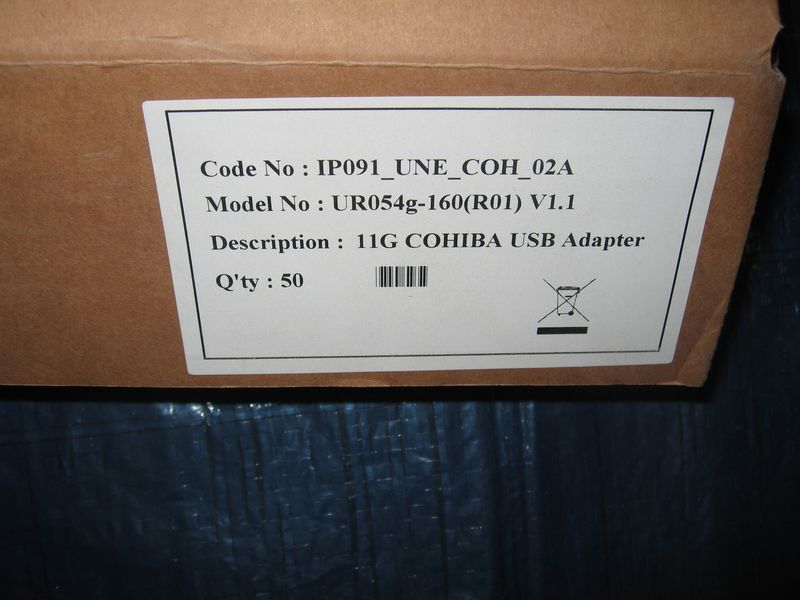 Code No : IP091_UNE_COH_02A
Model No : UR054g-160(R01) V1.1
Description : 11G COHIBA USB Adapter
Q'ty : 50